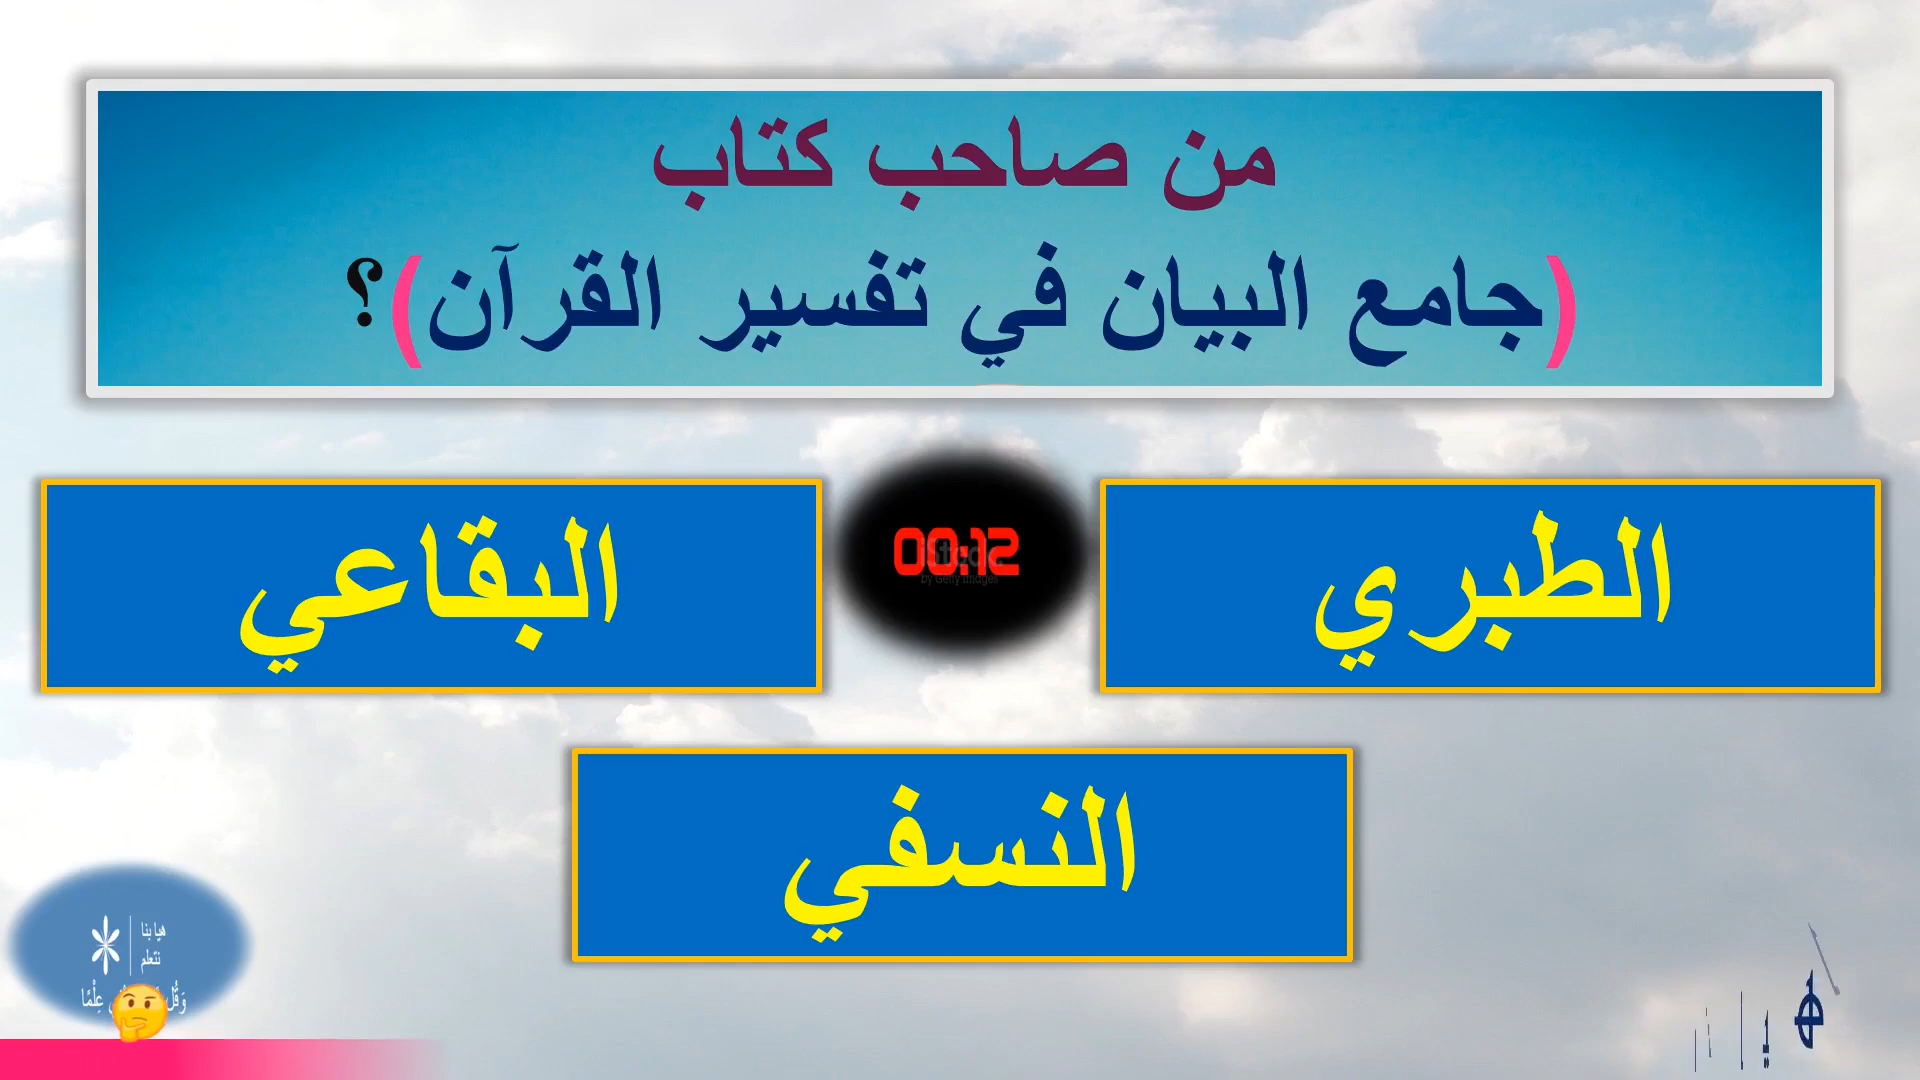 من صاحب كتاب
(جامع البيان في تفسير القرآن)؟
الطبري
00:12
البقاعي
النسفي
هيا بنا
نتعلم
عِلْمًا